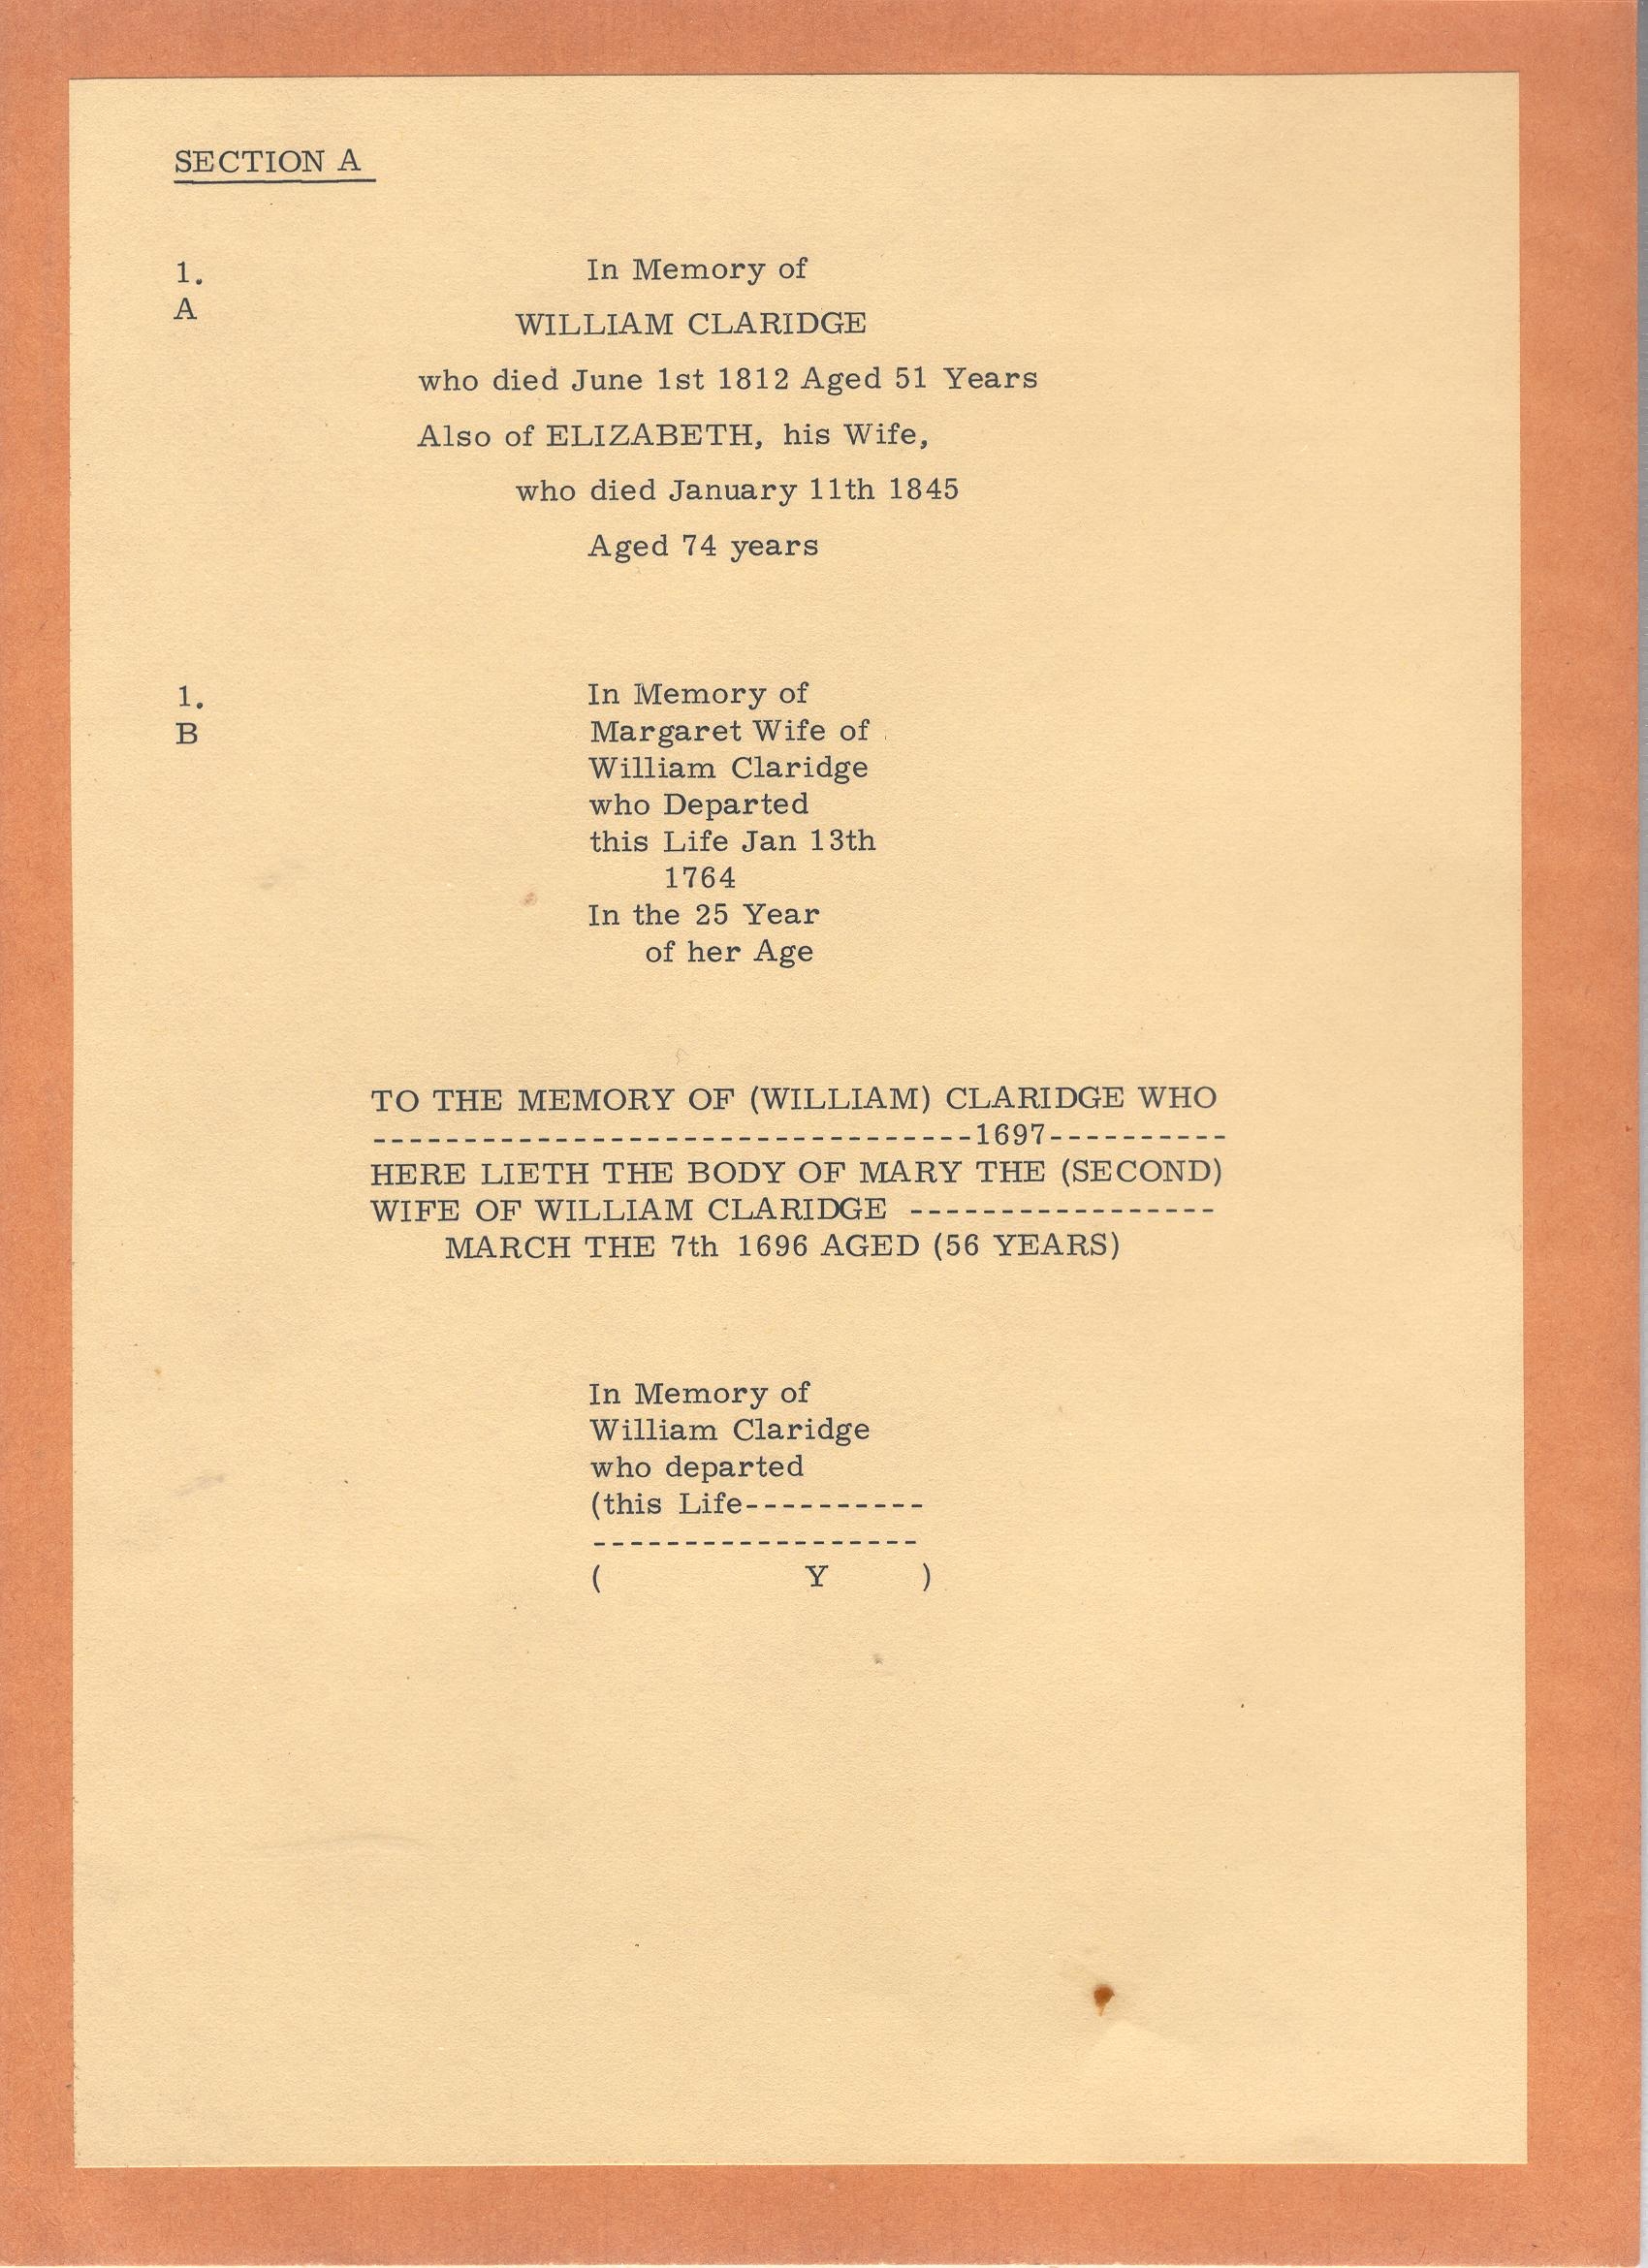 SECTION A
1.
A
In Memory of
WILLIAM CLARIDGE
who died June 1st 1812 Aged 51 Years
Also of ELIZABETH, his Wife,
who died January 11th 1845
Aged 74 years
1.
B
In Memory of
Margaret Wife of
William Claridge
who Departed
this Life Jan 13th
1764
In the 25 Year
of her Age
TO THE MEMORY OF (WILLIAM) CLARIDGE WHO
---------------------------------1697----------
HERE LIETH THE BODY OF MARY THE (SECOND)
WIFE OF WILLIAM CLARIDGE -----------------
MARCH THE 7th 1696 AGED (56 YEARS)
In Memory of
William Claridge
who departed
(this Life----------
------------------
( Y )